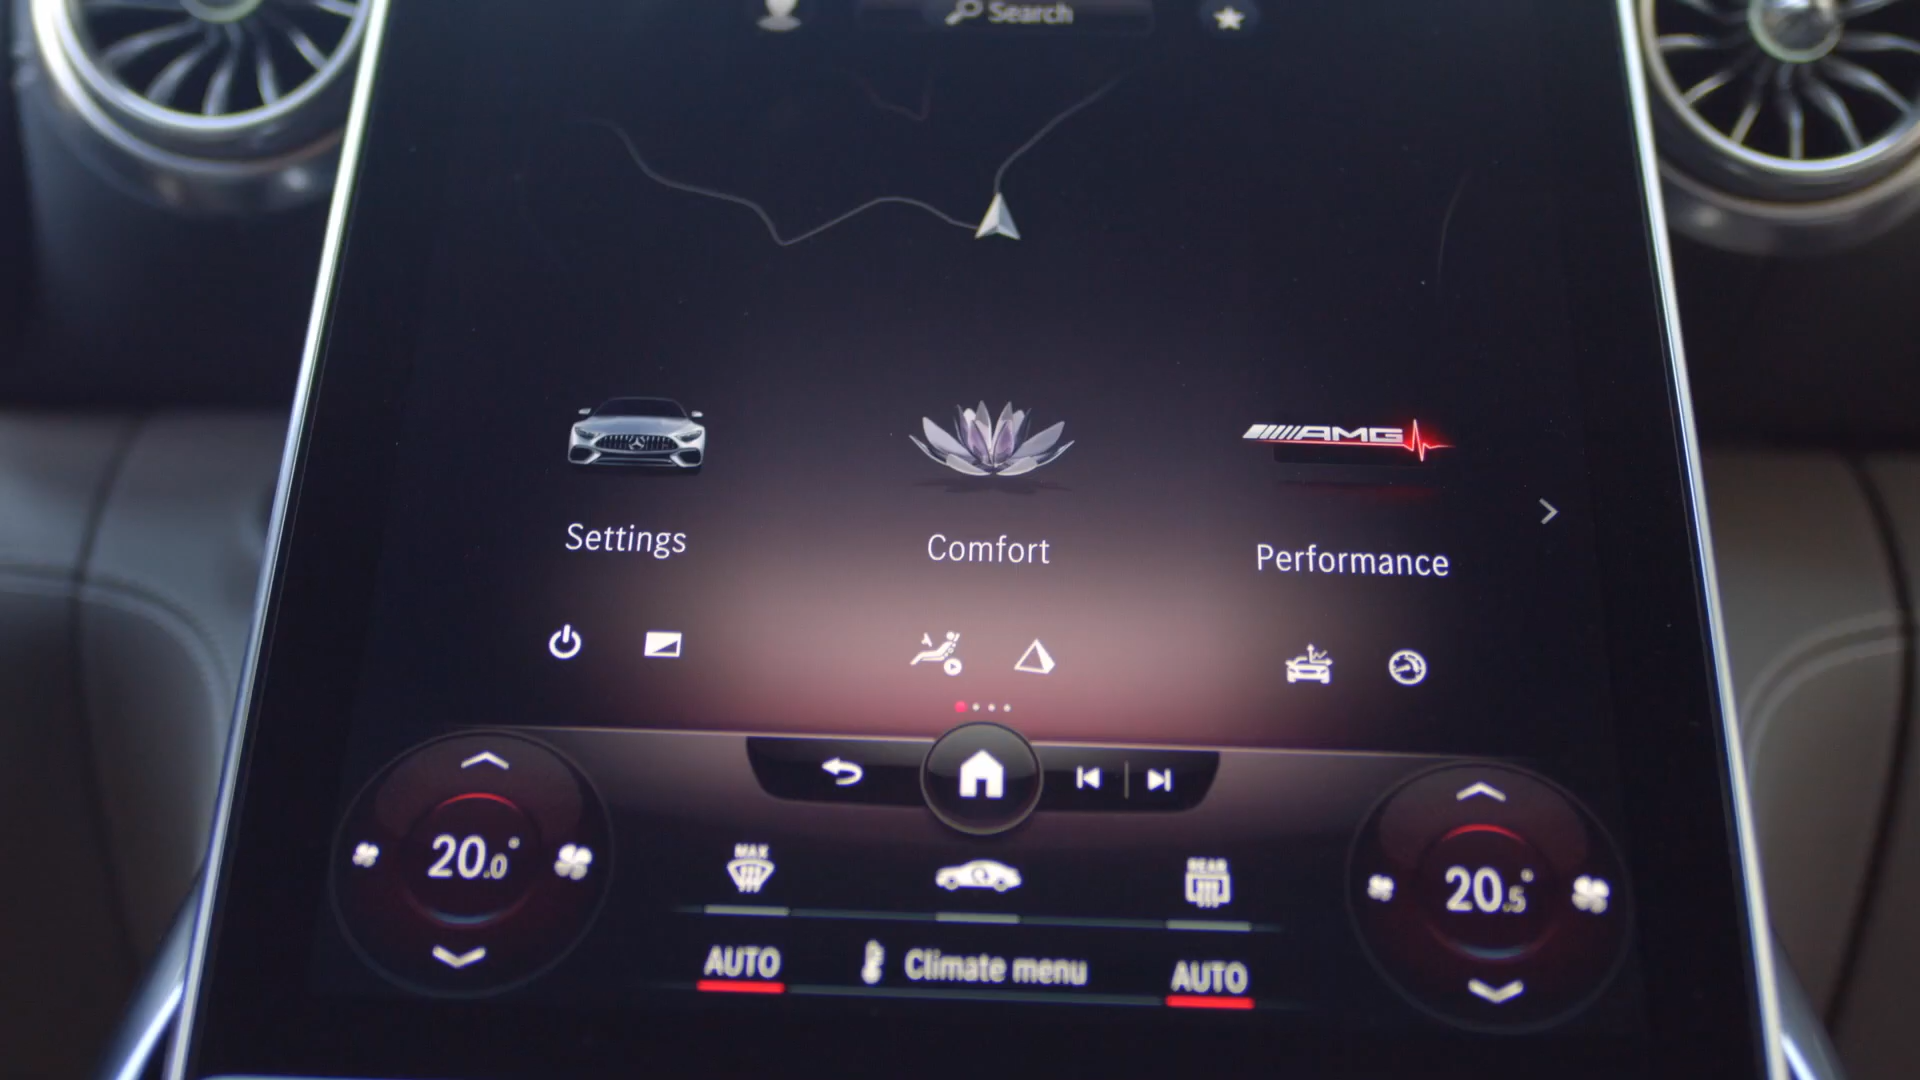 Search
AMG
Settings
Comfort
Performance
20.0°
MAX
REAR
20.5°
AUTO
Climate menu
AUTO